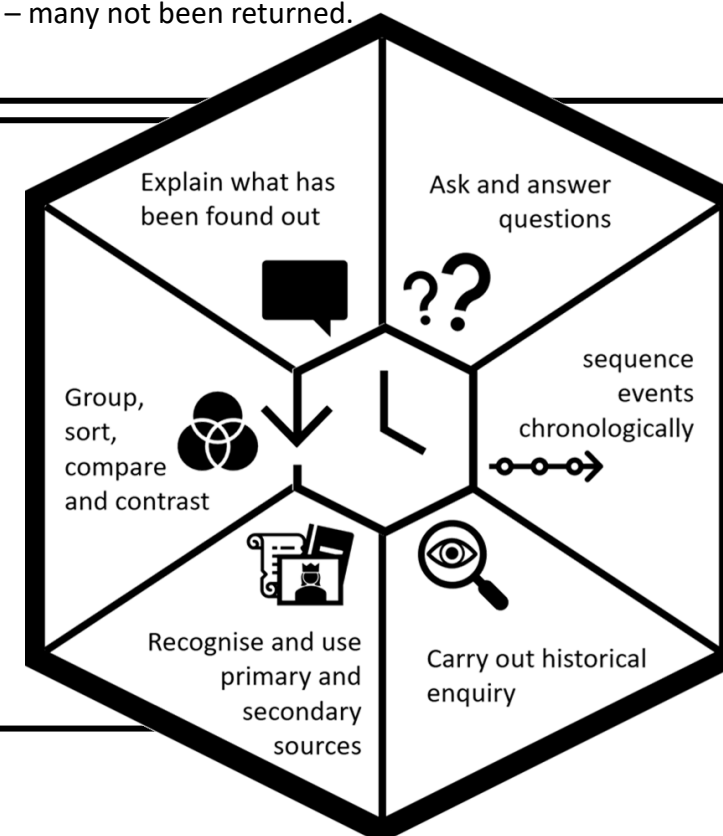 – many not been returned.
Explain what has
been found out
Ask and answer
questions
sequence
events
chronologically
Group,
sort,
compare
and contrast
Recognise and use
primary and
secondary
sources
Carry out historical
enquiry
??